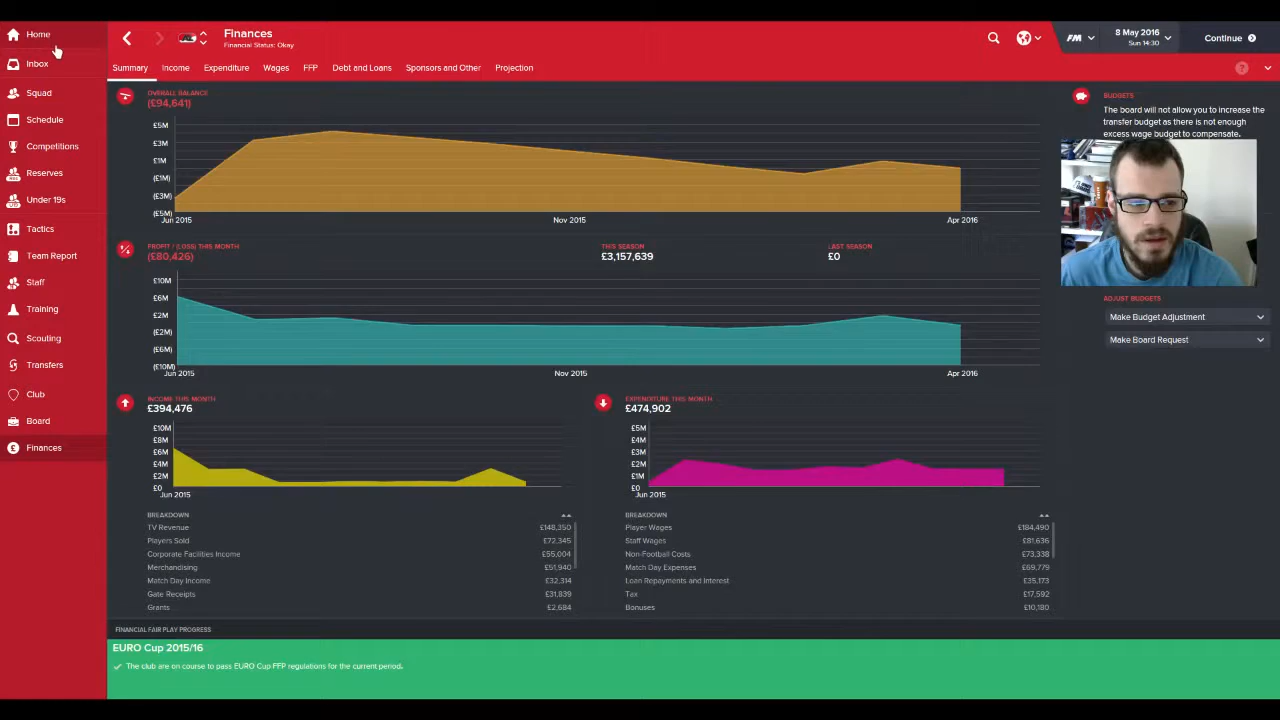 Home
Inbox
Squad
Schedule
Competitions
Reserves
Under 19s
Tactics
Team Report
Staff
Training
Scouting
Transfers
Club
Board
Finances
Finances
Financial Status: Okay
FM
8 May 2016
Sun 14:30
Continue
Summary Income Expenditure Wages FFP Debt and Loans Sponsors and Other Projection
OVERALL BALANCE
(£94,641)
£5M
£3M
£1M
(£1M)
(£3M)
(£5M)
Jun 2015 Nov 2015 Apr 2016
PROFIT / (LOSS) THIS MONTH
(£80,426)
THIS SEASON
£3,157,639
LAST SEASON
£0
£10M
£6M
£2M
(£2M)
(£6M)
(£10M)
Jun 2015 Nov 2015 Apr 2016
INCOME THIS MONTH
£394,476
£10M
£8M
£6M
£4M
£2M
£0
Jun 2015
BREAKDOWN
TV Revenue £148,350
Players Sold £72,345
Corporate Facilities Income £55,004
Merchandising £51,940
Match Day Income £32,314
Gate Receipts £31,839
Grants £2,684
EXPENDITURE THIS MONTH
£474,902
£5M
£4M
£3M
£2M
£1M
£0
Jun 2015
BREAKDOWN
Player Wages £184,490
Staff Wages £81,636
Non-Football Costs £73,338
Match Day Expenses £69,779
Loan Repayments and Interest £35,173
Tax £17,592
Bonuses £10,180
BUDGETS
The board will not allow you to increase the
transfer budget as there is not enough
excess wage budget to compensate.
ADJUST BUDGETS
Make Budget Adjustment
Make Board Request
FINANCIAL FAIR PLAY PROGRESS
EURO Cup 2015/16
The club are on course to pass EURO Cup FFP regulations for the current period.